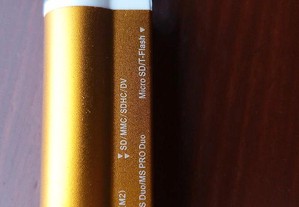 Micro SD/T-Flash ▼
▼ SD/MMC/SDHC/DV
S Duo/MS PRO Duo
M2)